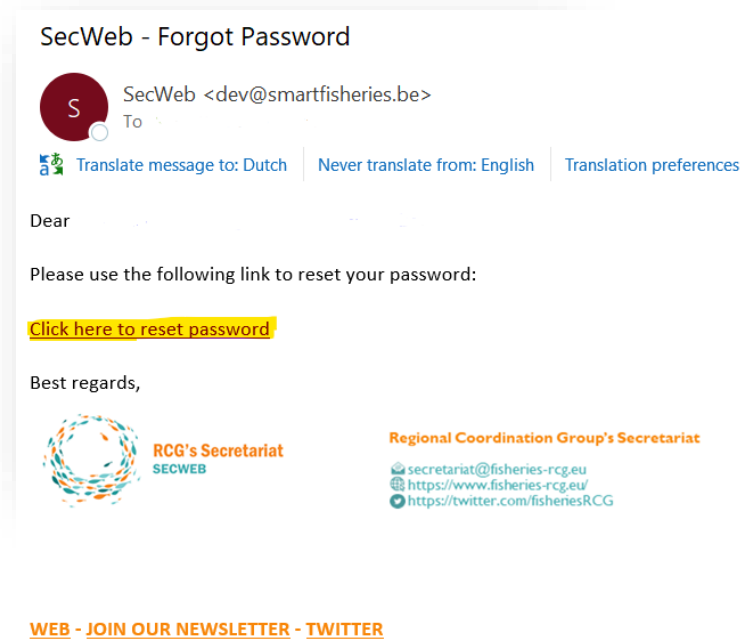 SecWeb - Forgot Password
S
SecWeb <dev@smartfisheries.be>
To
Translate message to: Dutch
Never translate from: English
Translation preferences
Dear
Please use the following link to reset your password:
Click here to reset password
Best regards,
RCG's Secretariat
SECWEB
Regional Coordination Group's Secretariat
secretariat@fisheries-rcg.eu
https://www.fisheries-rcg.eu/
https://twitter.com/fisheriesRCG
WEB - JOIN OUR NEWSLETTER - TWITTER